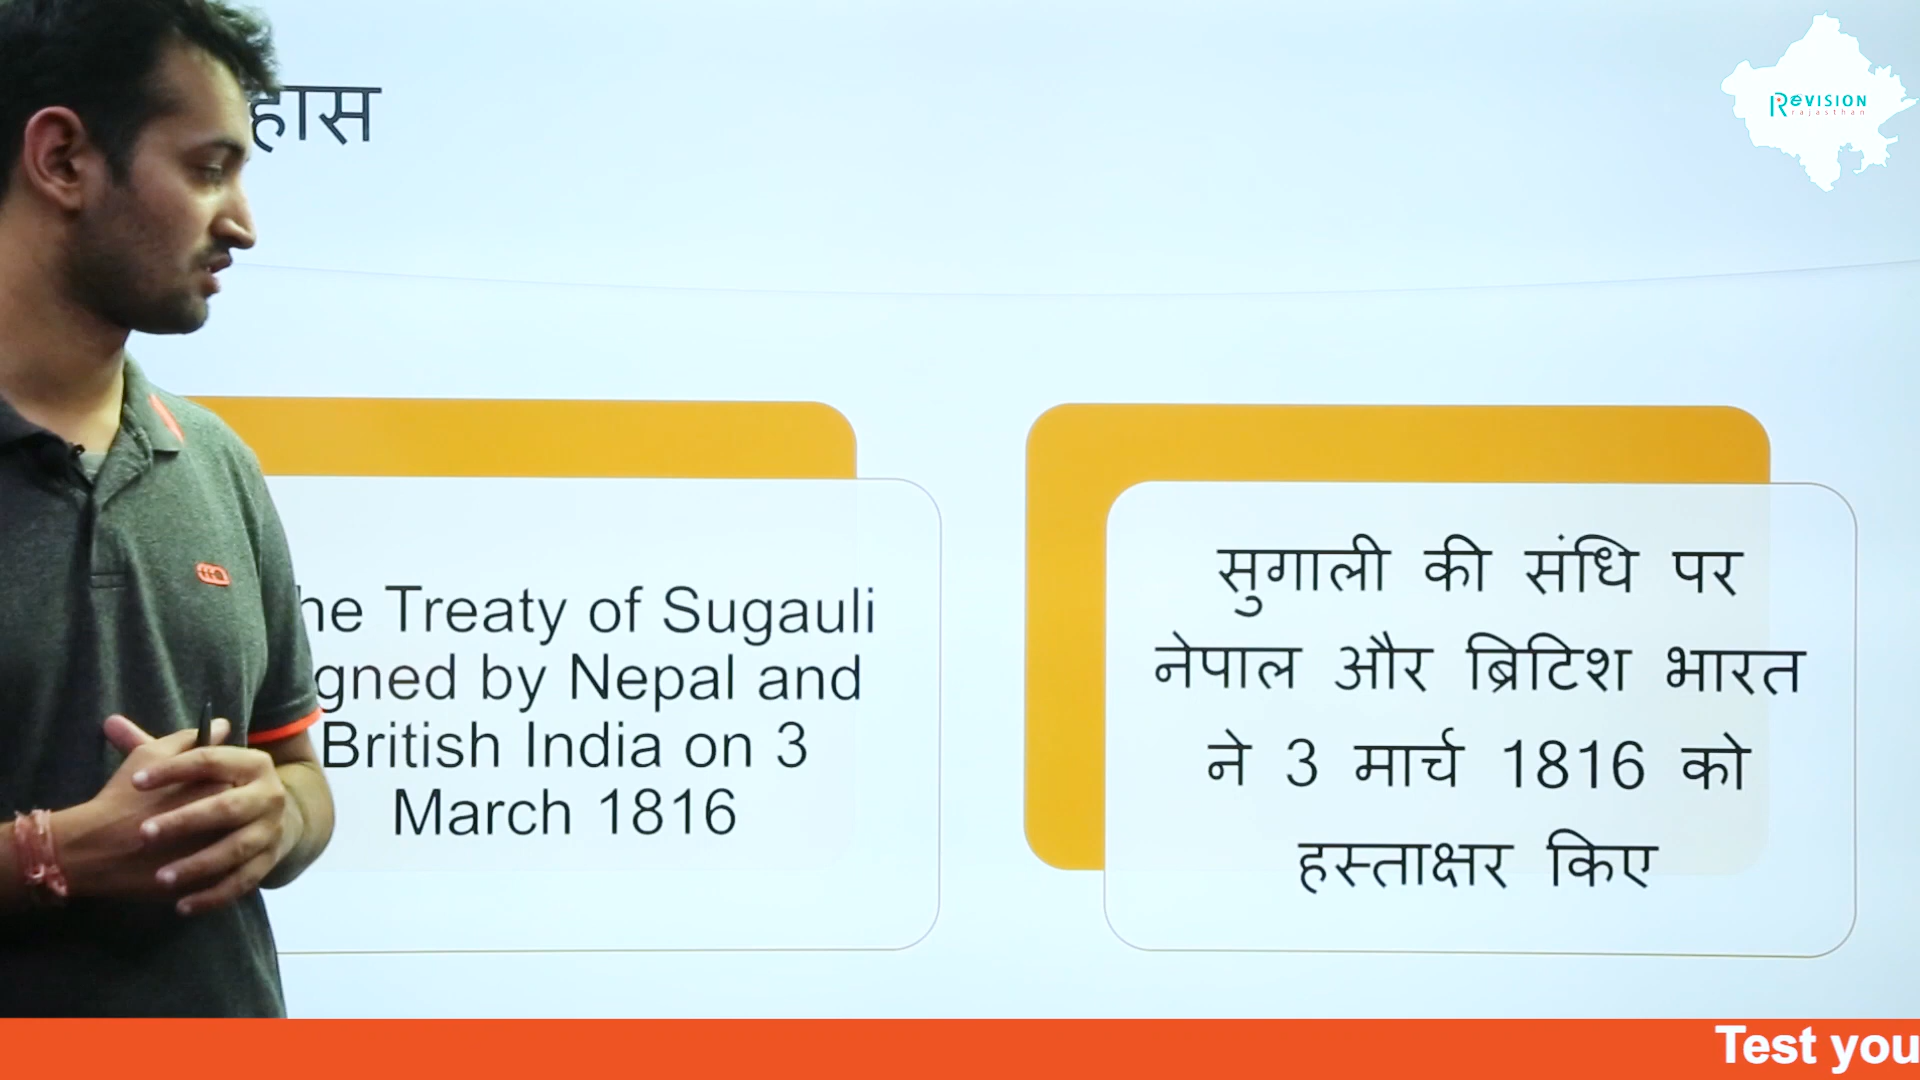 REVISION
rajasthan
he Treaty of Sugauli
gned by Nepal and
British India on 3
March 1816
सुगाली की संधि पर
नेपाल और ब्रिटिश भारत
ने 3 मार्च 1816 को
हस्ताक्षर किए
Test you